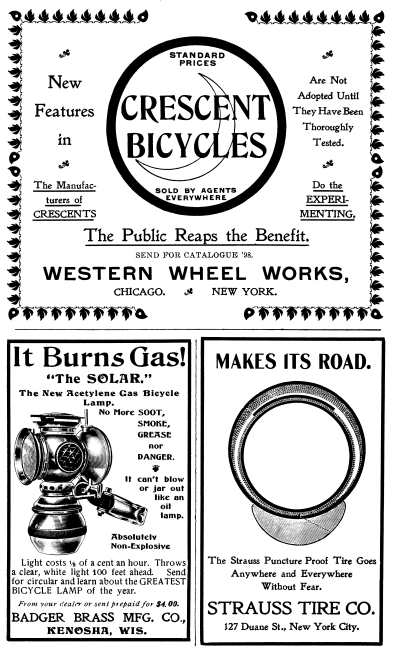 STANDARD
PRICES
New
Features
in
CRESCENT
BICYCLES
Are Not
Adopted Until
They Have Been
Thoroughly
Tested.
SOLD BY AGENTS
EVERYWHERE
The Manufac-
turers of
CRESCENTS
Do the
EXPERI-
MENTING,
The Public Reaps the Benefit.
SEND FOR CATALOGUE '98.
WESTERN WHEEL WORKS,
CHICAGO. NEW YORK.
It Burns Gas!
"The SOLAR."
The New Acetylene Gas Bicycle
Lamp.
No More SOOT,
SMOKE,
GREASE
nor
DANGER.
It can't blow
or jar out
like an
oil
lamp.
Absolutely
Non-Explosive
Light costs ⅓ of a cent an hour. Throws
a clear, white light 100 feet ahead. Send
for circular and learn about the GREATEST
BICYCLE LAMP of the year.
From your dealer or sent prepaid for $4.00.
BADGER BRASS MFG. CO.,
KENOSHA, WIS.
MAKES ITS ROAD.
The Strauss Puncture Proof Tire Goes
Anywhere and Everywhere
Without Fear.
STRAUSS TIRE CO.
127 Duane St., New York City.